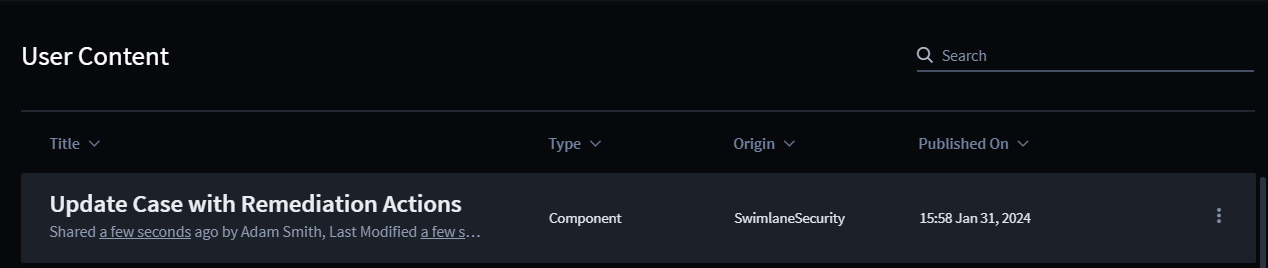 User Content
Search
Title Type Origin Published On
Update Case with Remediation Actions
Shared a few seconds ago by Adam Smith, Last Modified a few s...
Component SwimlaneSecurity 15:58 Jan 31, 2024